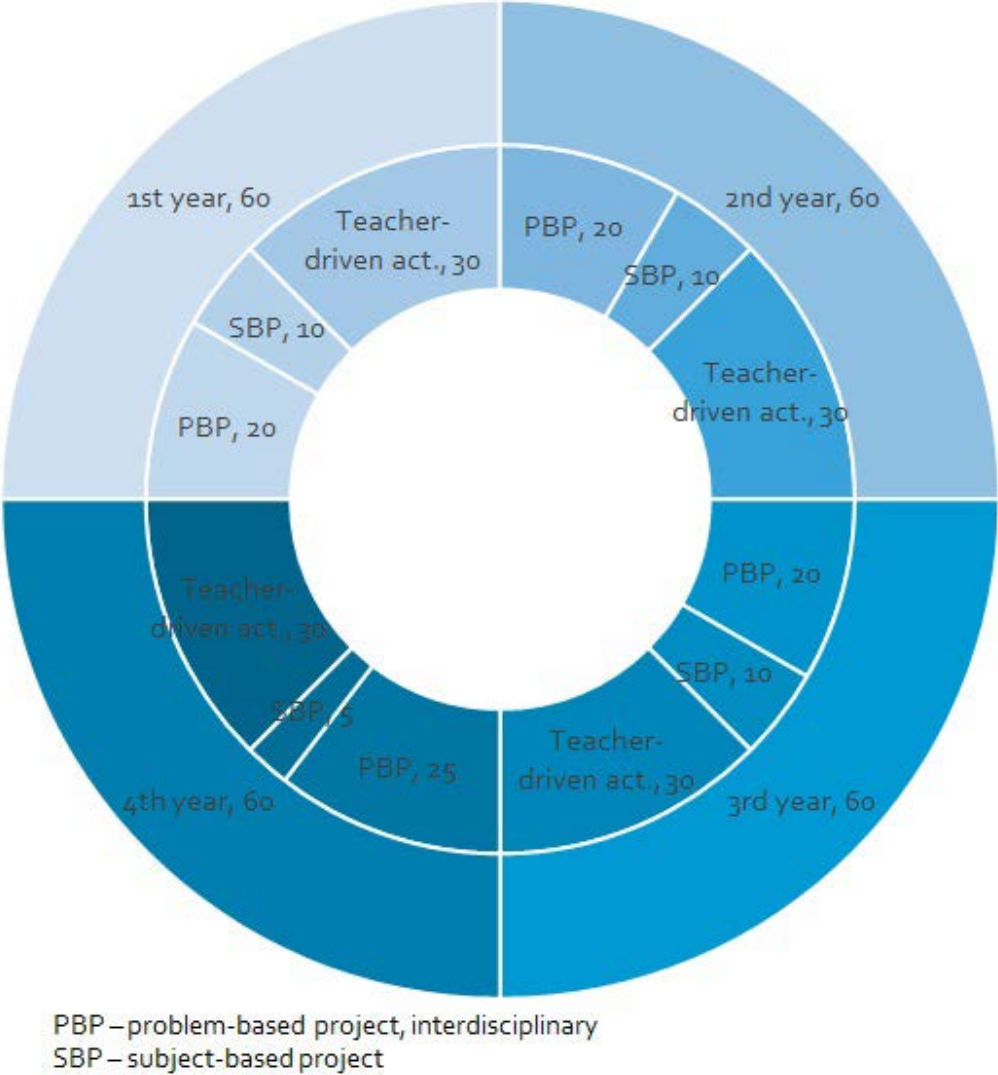 1st year, 60
Teacher-
driven act., 30
SBP, 10
PBP, 20
2nd year, 60
PBP, 20
SBP, 10
Teacher-
driven act., 30
3rd year, 60
PBP, 20
SBP, 10
Teacher-
driven act., 30
4th year, 60
PBP, 25
SBP, 5
Teacher-
driven act., 30
PBP – problem-based project, interdisciplinary
SBP – subject-based project